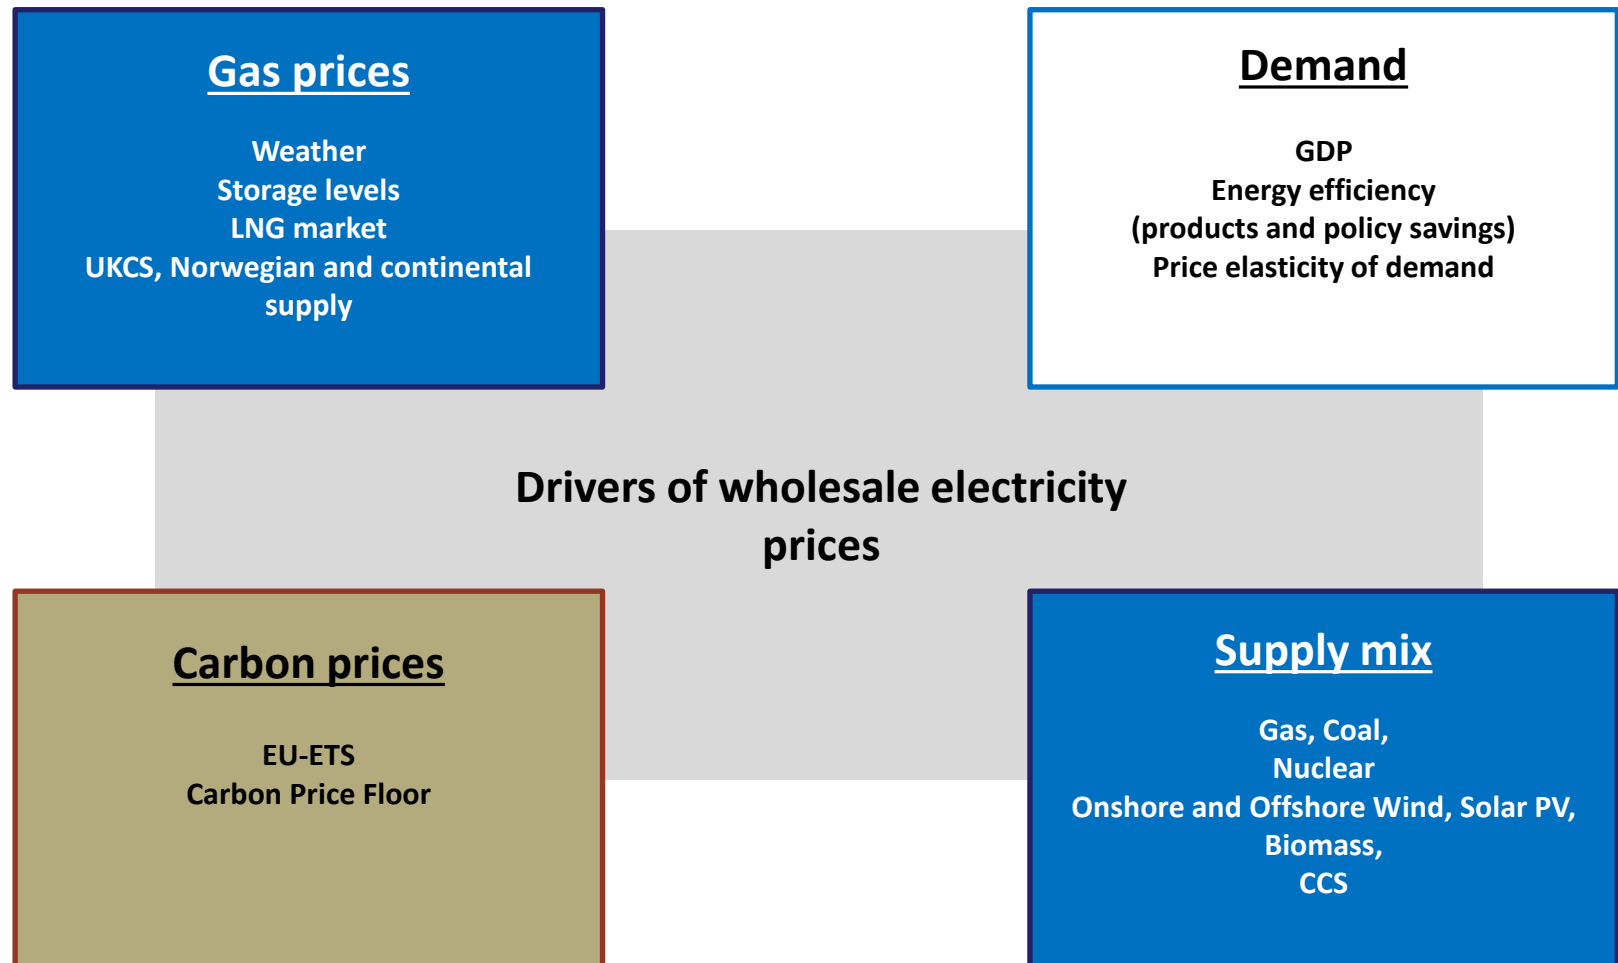 Gas prices
Weather
Storage levels
LNG market
UKCS, Norwegian and continental
supply
Demand
GDP
Energy efficiency
(products and policy savings)
Price elasticity of demand
Drivers of wholesale electricity
prices
Carbon prices
EU-ETS
Carbon Price Floor
Supply mix
Gas, Coal,
Nuclear
Onshore and Offshore Wind, Solar PV,
Biomass,
CCS